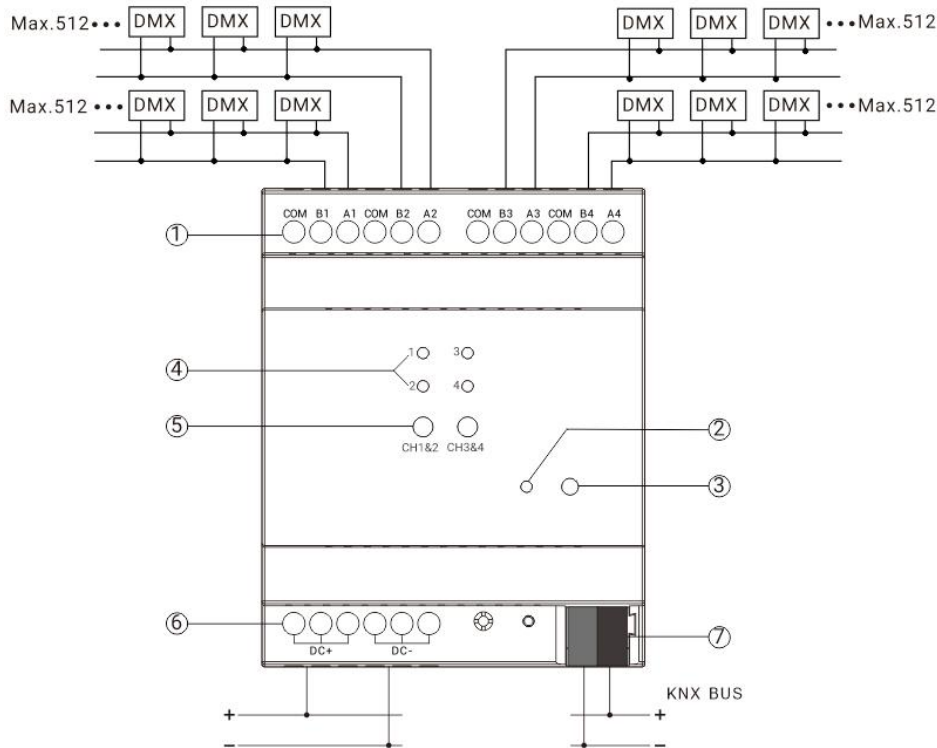 Max.512 ••• DMX DMX DMX
DMX DMX DMX •••Max.512
Max.512 ••• DMX DMX DMX
DMX DMX DMX •••Max.512
COM B1 A1 COM B2 A2 COM B3 A3 COM B4 A4
①
1 3
④
2 4
⑤
CH1&2 CH3&4
②
③
⑥
DC+ DC-
⑦
KNX BUS
+ +
– –